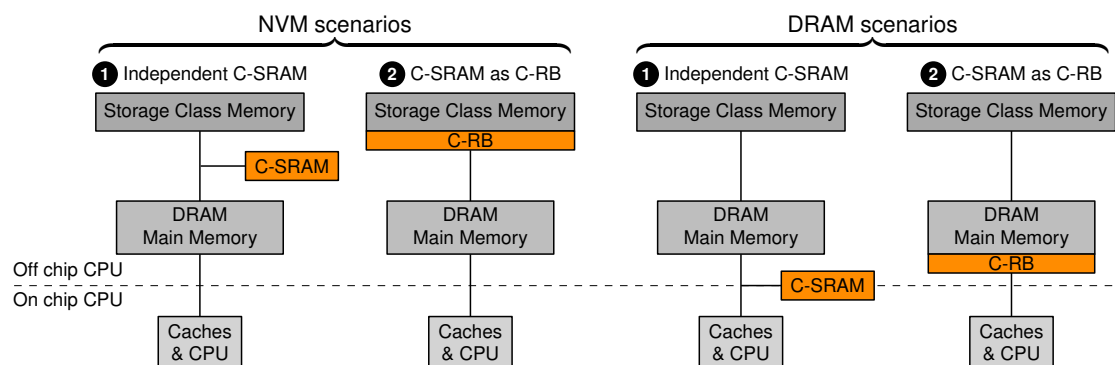 NVM scenarios
DRAM scenarios
1 Independent C-SRAM
2 C-SRAM as C-RB
1 Independent C-SRAM
2 C-SRAM as C-RB
Storage Class Memory
Storage Class Memory
Storage Class Memory
Storage Class Memory
C-RB
C-SRAM
DRAM
Main Memory
DRAM
Main Memory
DRAM
Main Memory
DRAM
Main Memory
C-RB
Off chip CPU
On chip CPU
C-SRAM
Caches
& CPU
Caches
& CPU
Caches
& CPU
Caches
& CPU